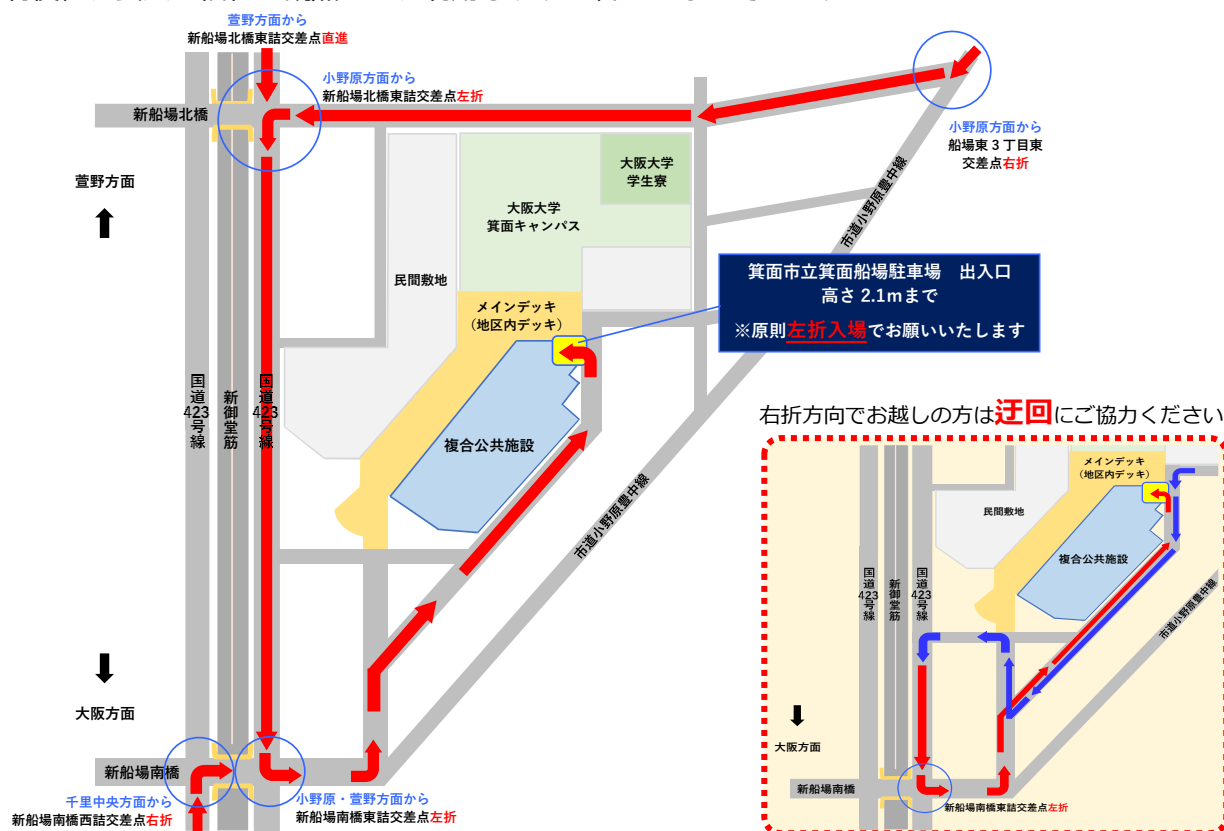 萱野方面から
新船場北橋東詰交差点直進
小野原方面から
新船場北橋東詰交差点左折
新船場北橋
小野原方面から
船場東3丁目東
交差点右折
萱野方面
大阪大学
学生寮
大阪大学
箕面キャンパス
市道小野原豊中線
民間敷地
箕面市立箕面船場駐車場 出入口
高さ 2.1mまで
※原則左折入場でお願いいたします
メインデッキ
(地区内デッキ)
国道423号線
新御堂筋
国道423号線
複合公共施設
市道小野原豊中線
大阪方面
新船場南橋
千里中央方面から
新船場南橋西詰交差点右折
小野原・萱野方面から
新船場南橋東詰交差点左折
右折方向でお越しの方は迂回にご協力ください
メインデッキ
(地区内デッキ)
民間敷地
複合公共施設
国道423号線
新御堂筋
国道423号線
市道小野原豊中線
大阪方面
新船場南橋
新船場南橋東詰交差点左折